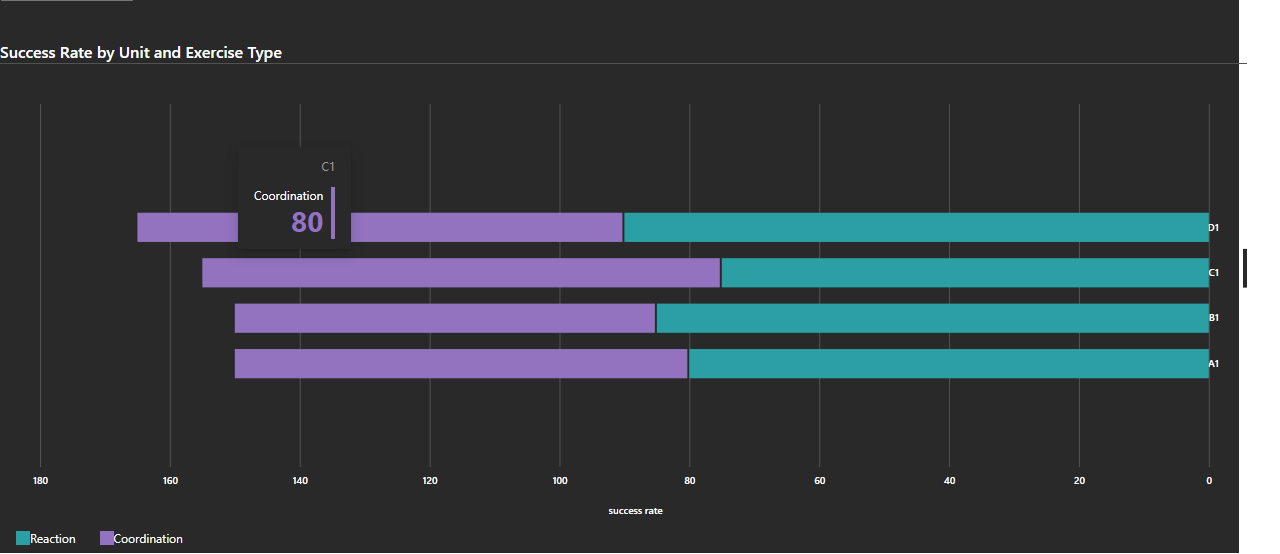 Success Rate by Unit and Exercise Type
C1
Coordination
80
D1
C1
B1
A1
180 160 140 120 100 80 60 40 20 0
success rate
Reaction Coordination